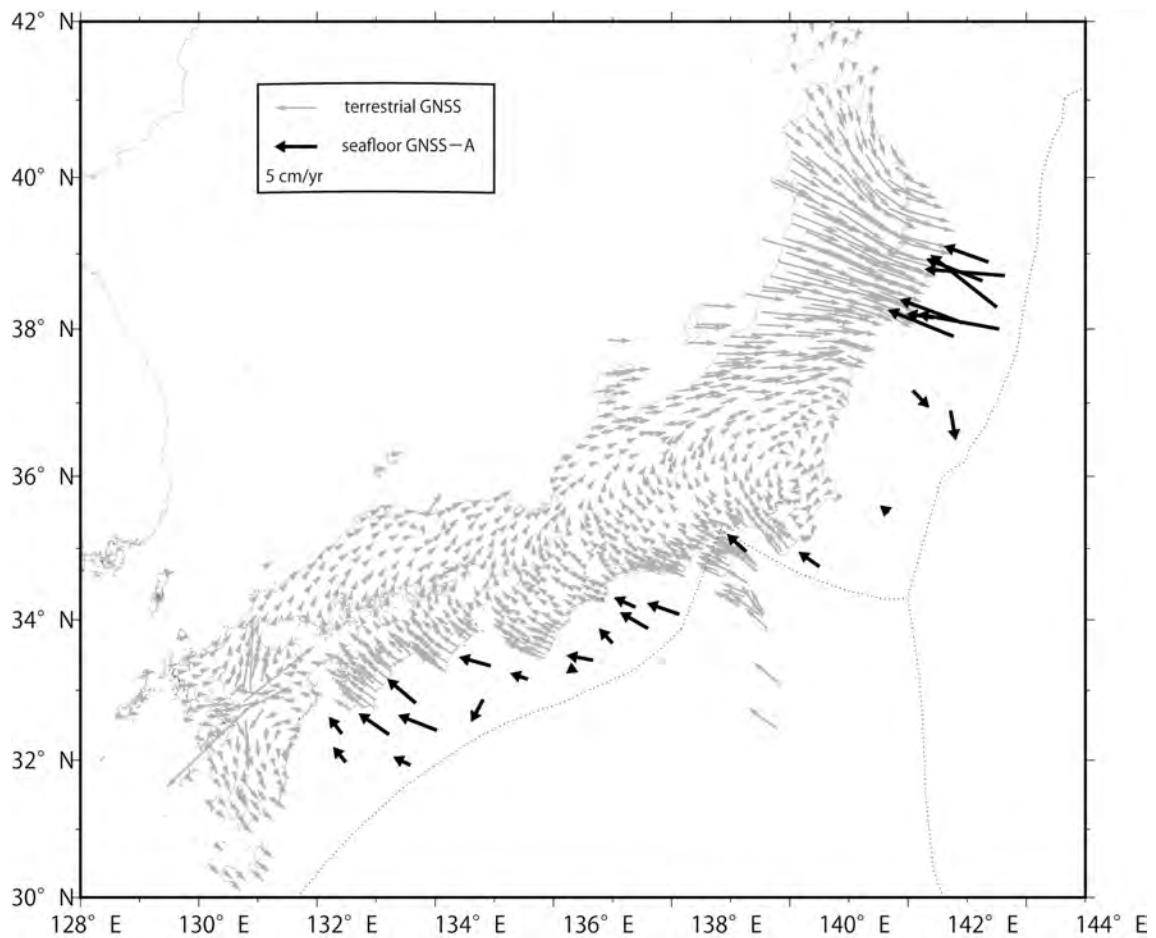 42° N
terrestrial GNSS
seafloor GNSS－A
5 cm/yr
40° N
38° N
36° N
34° N
32° N
30° N
128° E 130° E 132° E 134° E 136° E 138° E 140° E 142° E 144° E